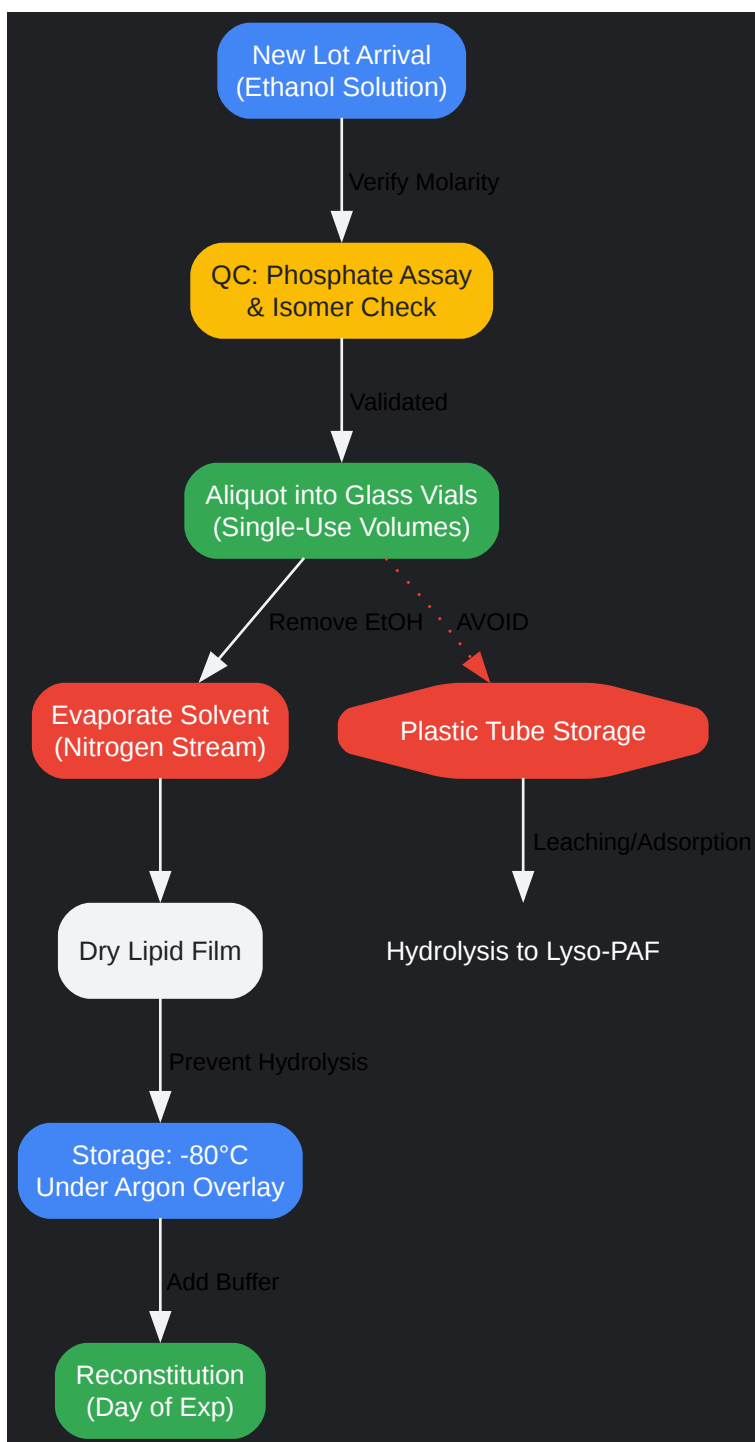 New Lot Arrival
(Ethanol Solution)
Verify Molarity
QC: Phosphate Assay
& Isomer Check
Validated
Aliquot into Glass Vials
(Single-Use Volumes)
Remove EtOH
AVOID
Evaporate Solvent
(Nitrogen Stream)
Plastic Tube Storage
Leaching/Adsorption
Dry Lipid Film
Hydrolysis to Lyso-PAF
Prevent Hydrolysis
Storage: -80°C
Under Argon Overlay
Add Buffer
Reconstitution
(Day of Exp)